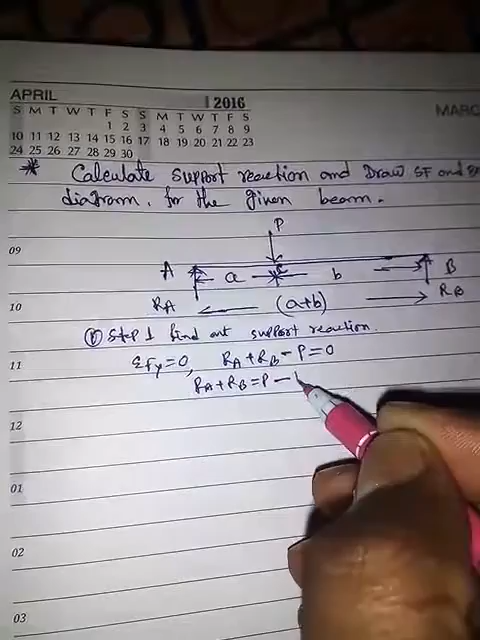 APRIL 2016
S M T W T F S S M T W T F S
1 2 3 4 5 6 7 8 9
10 11 12 13 14 15 16 17 18 19 20 21 22 23
24 25 26 27 28 29 30
MARC
* Calculate support reaction and Draw SF and
diagram. for the given beam.
P
09
A a c b B
RA (a+b) RB
10
① Step 1 find out support reaction.
11
ΣFy=0, RA+RB-P=0
RA+RB=P-
12
01
02
03